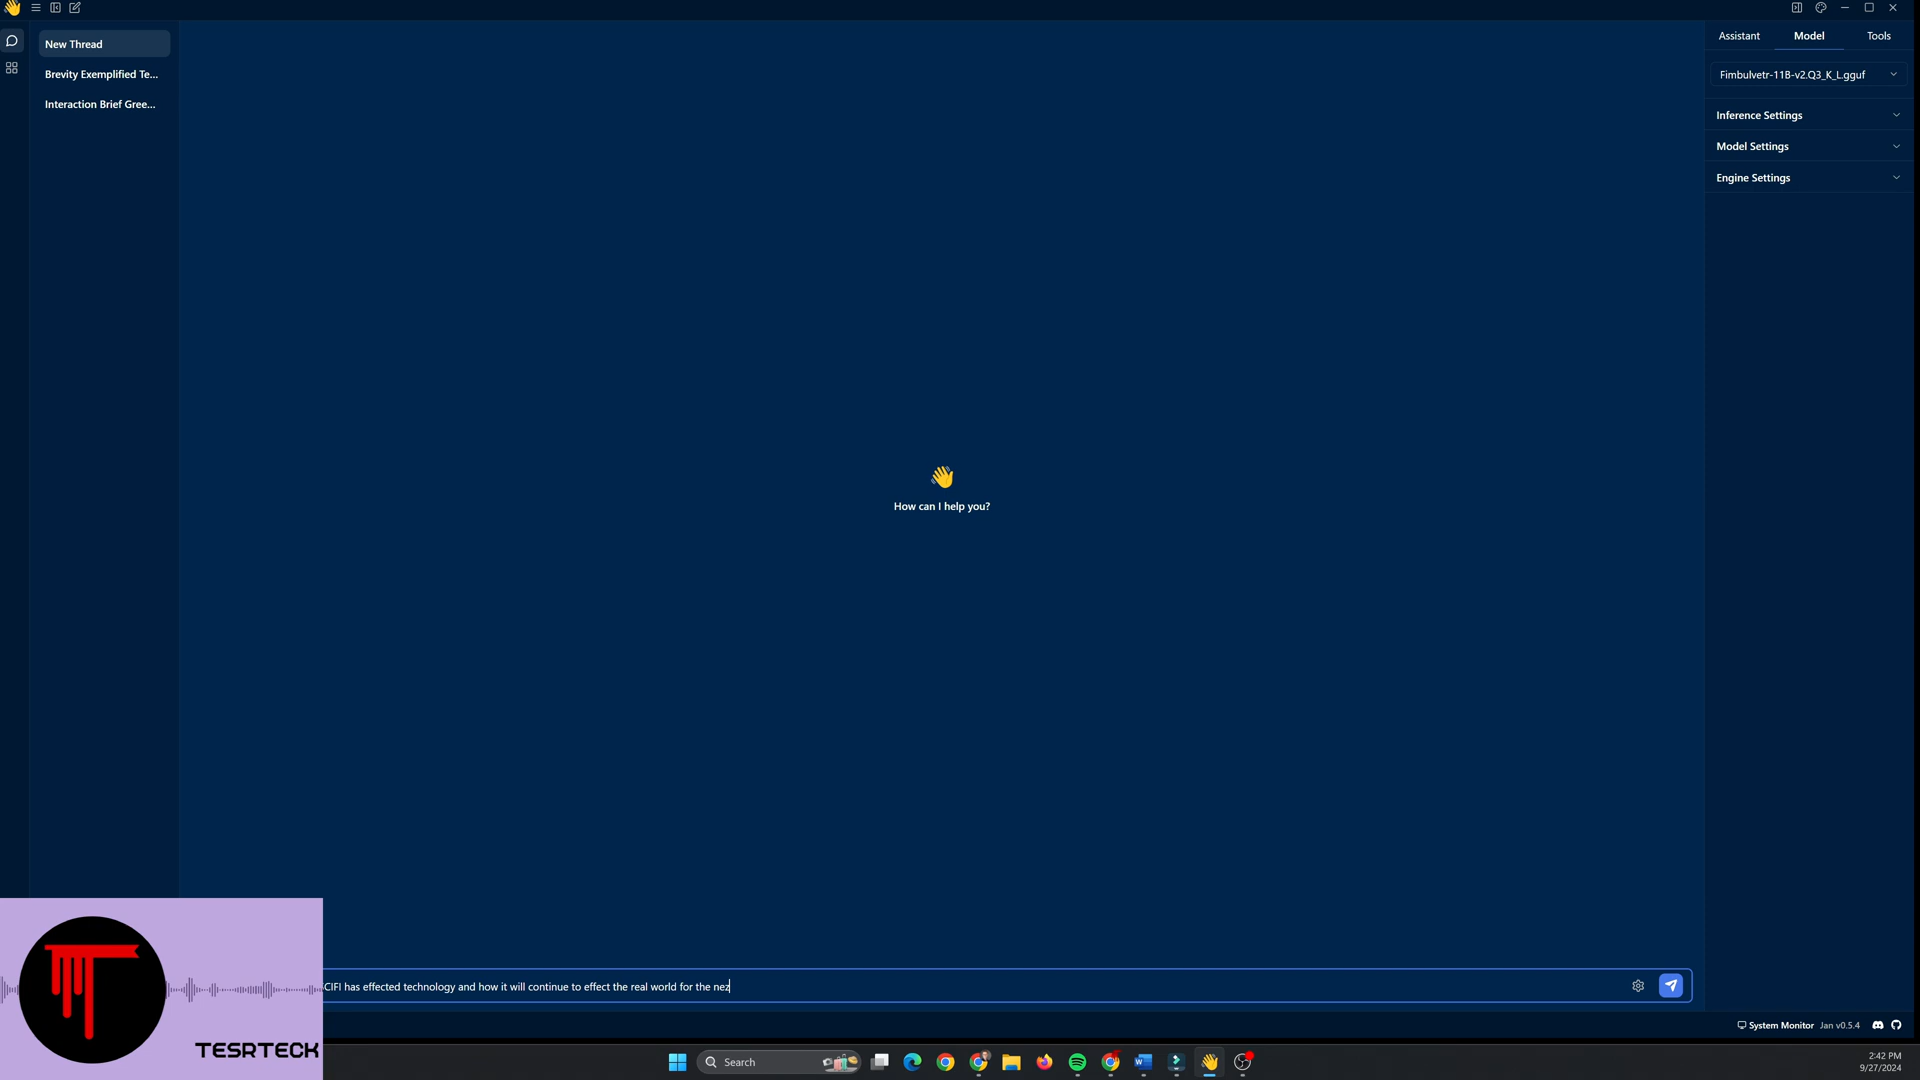 Assistant
Model
Tools
New Thread
Brevity Exemplified Te...
Interaction Brief Gree...
Fimbulvetr-11B-v2.Q3_K_L.gguf
Inference Settings
Model Settings
Engine Settings
How can I help you?
CIFI has effected technology and how it will continue to effect the real world for the nez
System Monitor Jan v0.5.4
TESRTECK
Search
2:42 PM
9/27/2024